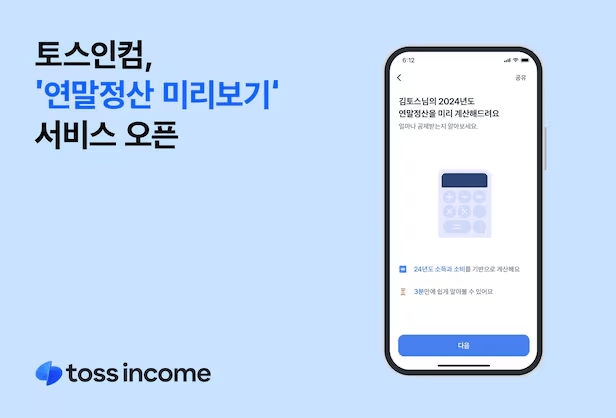 토스인컴,
'연말정산 미리보기‘
서비스 오픈
6:12
공유
김토스님의 2024년도
연말정산을 미리 계산해드려요
얼마나 공제받는지 알아보세요.
24년도 소득과 소비를 기반으로 계산해요
3분만에 쉽게 알아볼 수 있어요
다음
toss income